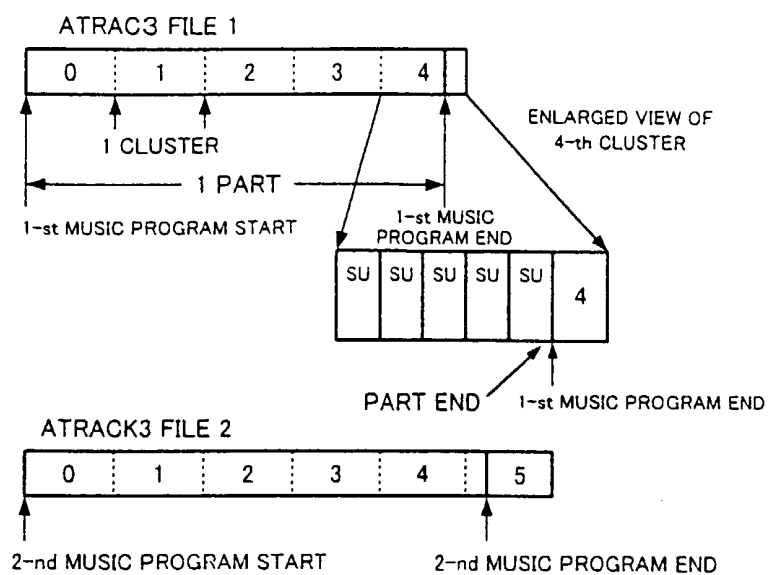 ATRAC3 FILE 1
0 1 2 3 4
1 CLUSTER
ENLARGED VIEW OF
4-th CLUSTER
1 PART
1-st MUSIC PROGRAM START
1-st MUSIC
PROGRAM END
SU SU SU SU SU 4
PART END
1-st MUSIC PROGRAM END
ATRACK3 FILE 2
0 1 2 3 4 5
2-nd MUSIC PROGRAM START
2-nd MUSIC PROGRAM END